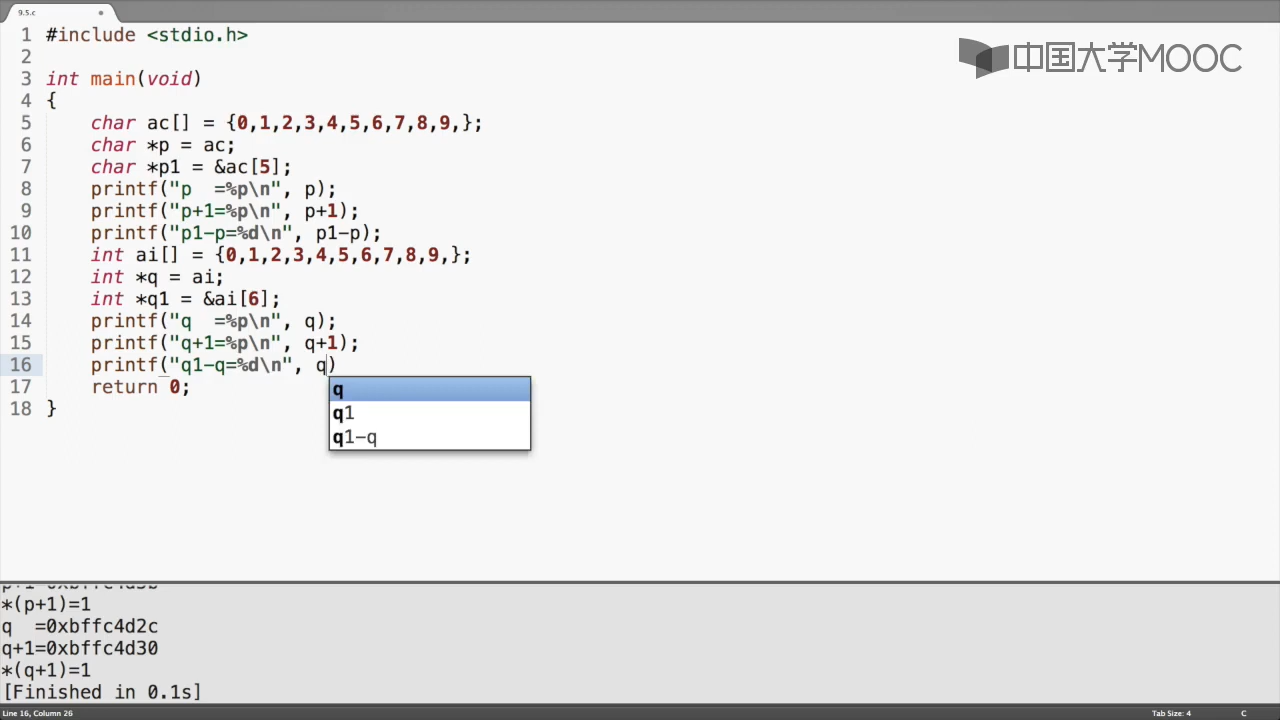 9.5.c
中国大学MOOC
1 #include <stdio.h>
2
3 int main(void)
4 {
5 char ac[] = {0,1,2,3,4,5,6,7,8,9,};
6 char *p = ac;
7 char *p1 = &ac[5];
8 printf("p  =%p\n", p);
9 printf("p+1=%p\n", p+1);
10 printf("p1-p=%d\n", p1-p);
11 int ai[] = {0,1,2,3,4,5,6,7,8,9,};
12 int *q = ai;
13 int *q1 = &ai[6];
14 printf("q  =%p\n", q);
15 printf("q+1=%p\n", q+1);
16 printf("q1-q=%d\n", q)
q
17 return 0;
q1
18 }
q1-q
*(p+1)=1
q  =0xbffc4d2c
q+1=0xbffc4d30
*(q+1)=1
[Finished in 0.1s]
Line 16, Column 26
Tab Size: 4
C